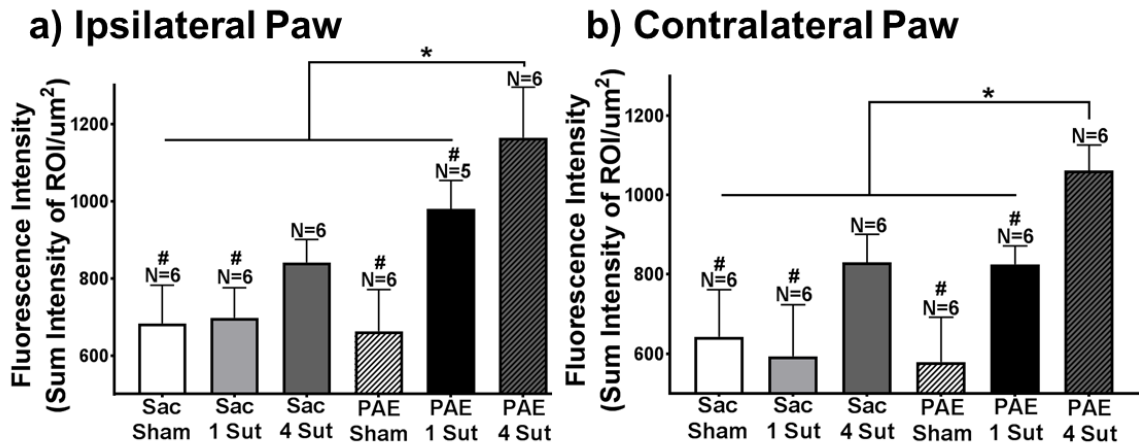 a) Ipsilateral Paw
Fluorescence Intensity
(Sum Intensity of ROI/um²)
1200
1000
800
600
*
#
N=6
#
N=6
N=6
#
N=6
#
N=5
N=6
Sac
Sham
Sac
1 Sut
Sac
4 Sut
PAE
Sham
PAE
1 Sut
PAE
4 Sut
b) Contralateral Paw
Fluorescence Intensity
(Sum Intensity of ROI/um²)
1200
1000
800
600
*
#
N=6
#
N=6
N=6
#
N=6
#
N=6
N=6
Sac
Sham
Sac
1 Sut
Sac
4 Sut
PAE
Sham
PAE
1 Sut
PAE
4 Sut